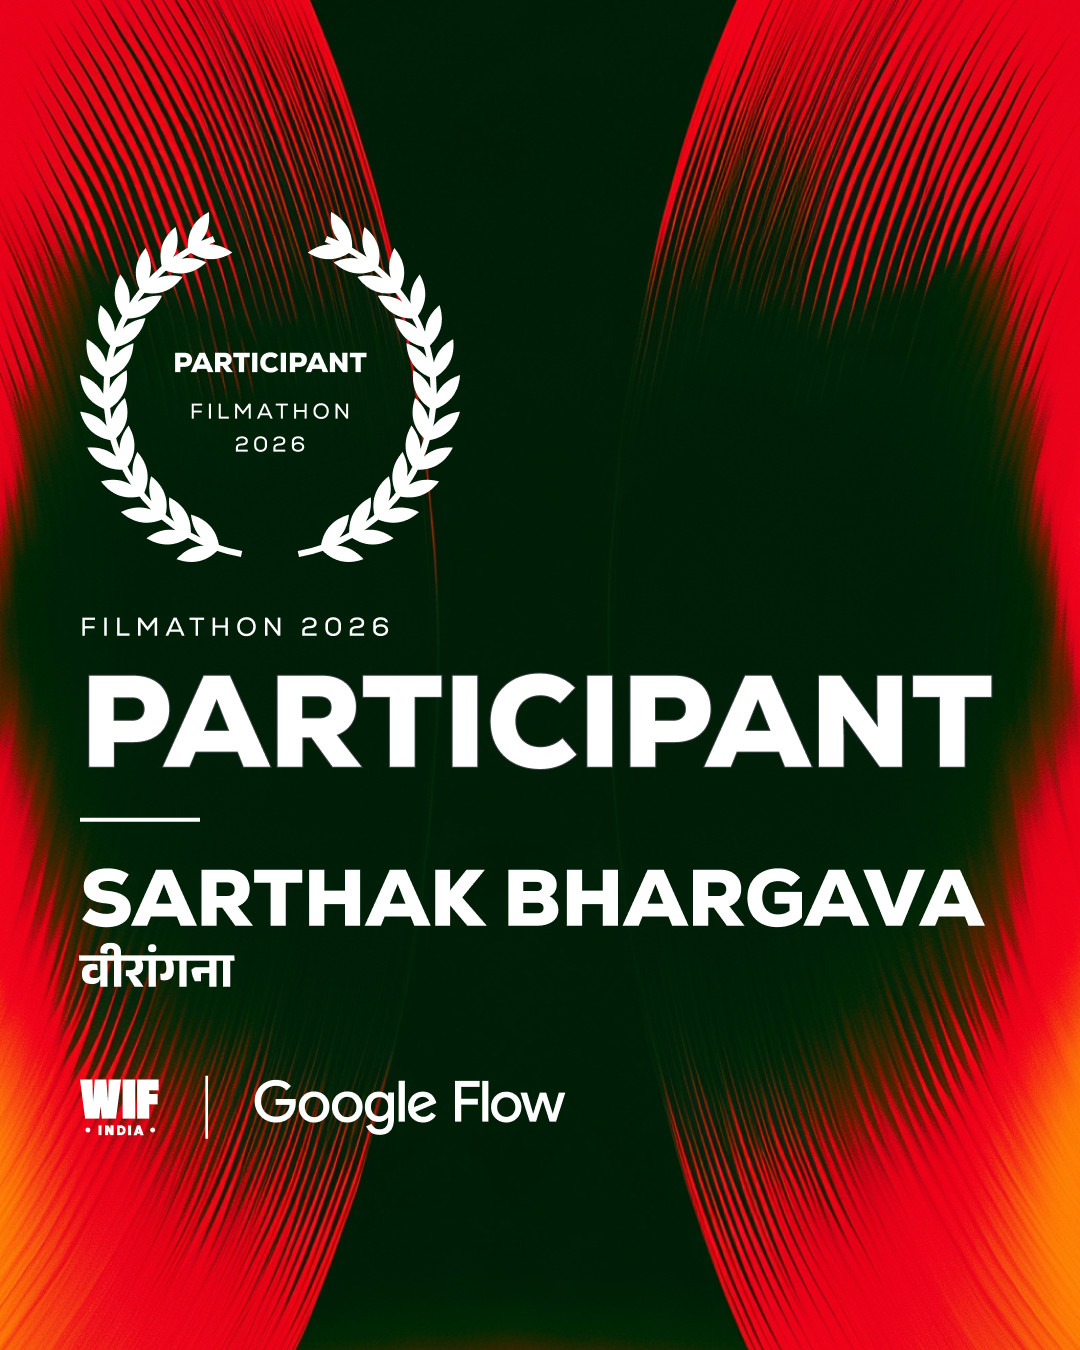 PARTICIPANT
FILMATHON
2026
FILMATHON 2026
PARTICIPANT
SARTHAK BHARGAVA
वीरांगना
WIF
• INDIA •
Google Flow